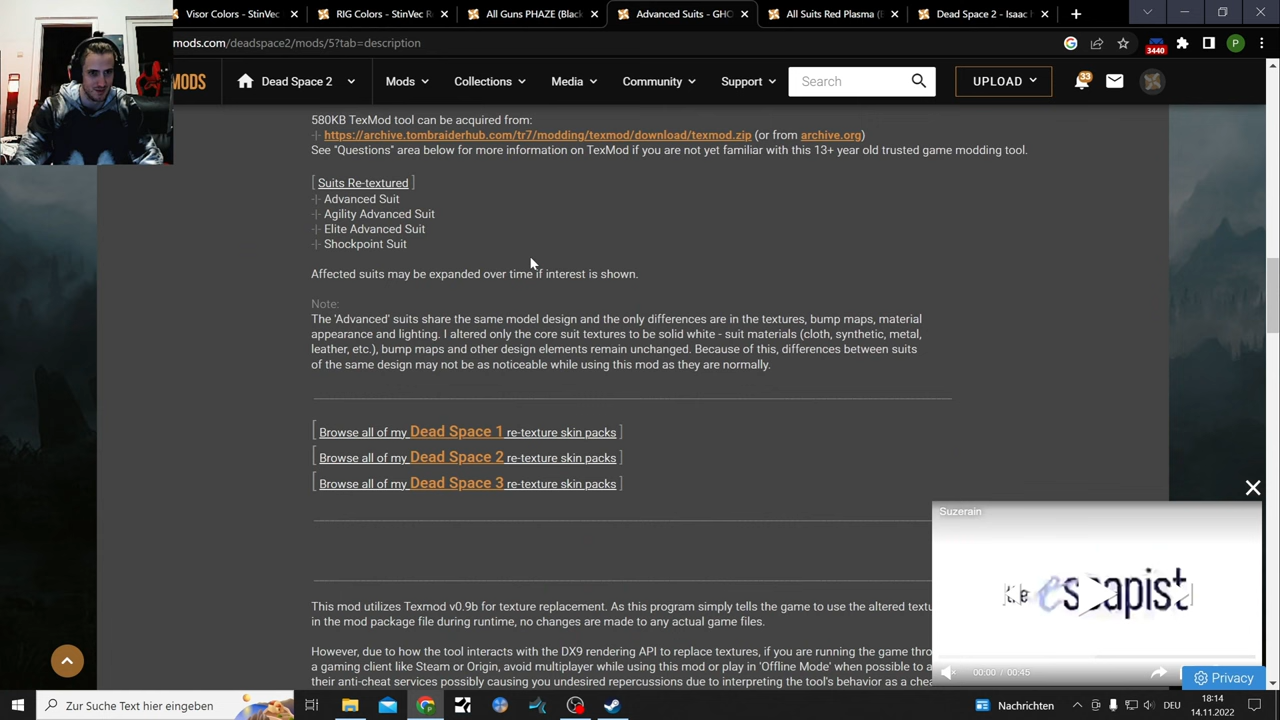 Visor Colors - StinVec
RIG Colors - StinVec R
All Guns PHAZE (Black
Advanced Suits - GHO
All Suits Red Plasma (
Dead Space 2 - Isaac
mods.com/deadspace2/mods/5?tab=description
MODS
Dead Space 2
Mods
Collections
Media
Community
Support
Search
UPLOAD
33
3440
P
580KB TexMod tool can be acquired from:
-|- https://archive.tombraiderhub.com/tr7/modding/texmod/download/texmod.zip (or from archive.org)
See "Questions" area below for more information on TexMod if you are not yet familiar with this 13+ year old trusted game modding tool.
[ Suits Re-textured ]
-|- Advanced Suit
-|- Agility Advanced Suit
-|- Elite Advanced Suit
-|- Shockpoint Suit
Affected suits may be expanded over time if interest is shown.
Note:
The 'Advanced' suits share the same model design and the only differences are in the textures, bump maps, material
appearance and lighting. I altered only the core suit textures to be solid white - suit materials (cloth, synthetic, metal,
leather, etc.), bump maps and other design elements remain unchanged. Because of this, differences between suits
of the same design may not be as noticeable while using this mod as they are normally.
[ Browse all of my Dead Space 1 re-texture skin packs ]
[ Browse all of my Dead Space 2 re-texture skin packs ]
[ Browse all of my Dead Space 3 re-texture skin packs ]
Suzerain
the escapist
00:00 / 00:45
Privacy
This mod utilizes Texmod v0.9b for texture replacement. As this program simply tells the game to use the altered textu
in the mod package file during runtime, no changes are made to any actual game files.
However, due to how the tool interacts with the DX9 rendering API to replace textures, if you are running the game thro
a gaming client like Steam or Origin, avoid multiplayer while using this mod or play in 'Offline Mode' when possible to a
their anti-cheat services possibly causing you undesired repercussions due to interpreting the tool's behavior as a chea
Zur Suche Text hier eingeben
Nachrichten
DEU
18:14
14.11.2022